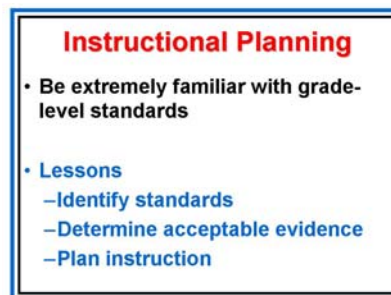 Instructional Planning
• Be extremely familiar with grade-
level standards
• Lessons
–Identify standards
–Determine acceptable evidence
–Plan instruction